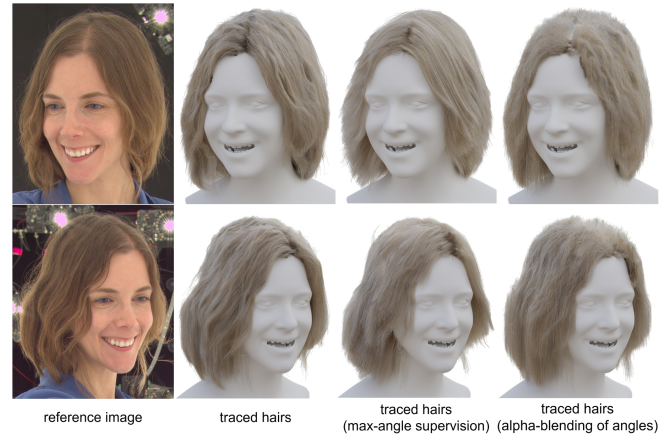 reference image
traced hairs
traced hairs
(max-angle supervision)
traced hairs
(alpha-blending of angles)